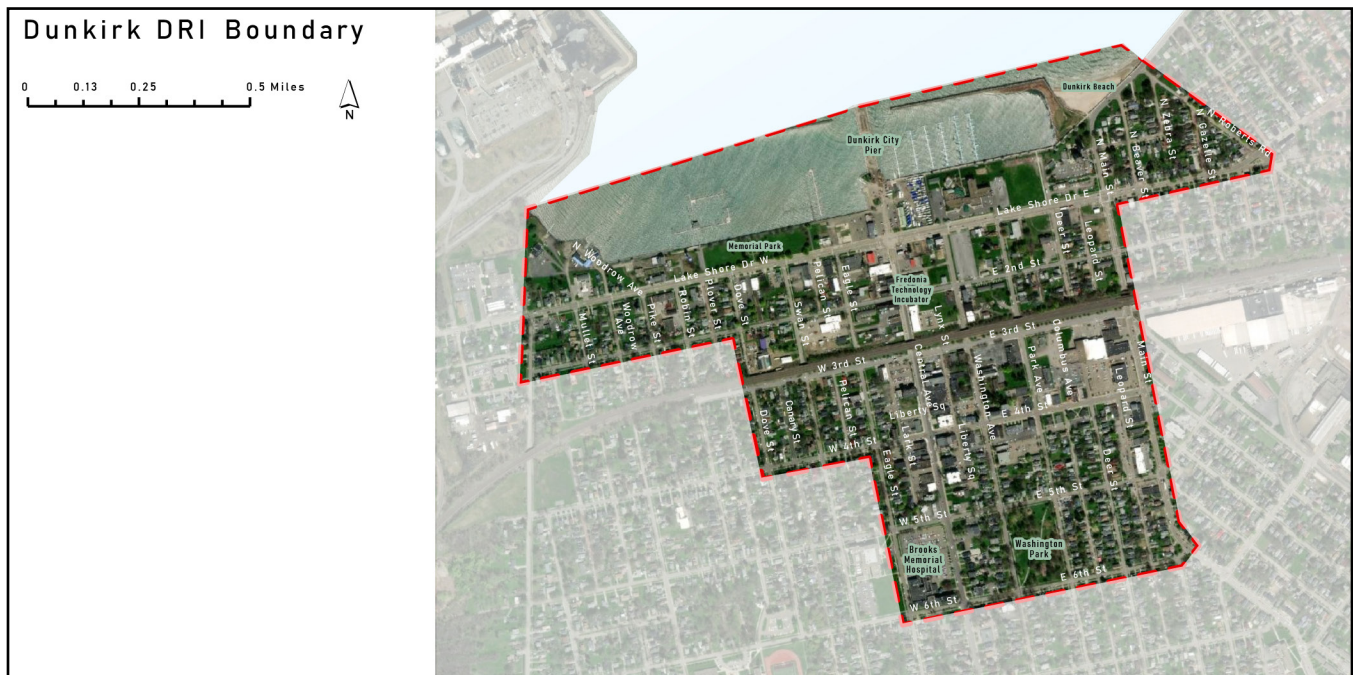 Dunkirk DRI Boundary
0 0.13 0.25 0.5 Miles
N
Dunkirk Beach
N Roberts Rd
N Zebra St
N Gazelle St
Dunkirk City
Pier
N Main St
N Beaver St
Lake Shore Dr E
Deer St
Leopard St
Memorial Park
N Woodrow Ave
Lake Shore Dr W
Pelican St
Eagle St
E 2nd St
Fredonia
Technology
Incubator
Mullet St
Woodrow
Ave
Pike St
Robin St
Plover St
Dove St
Swan St
Lynx St
E 3rd St
W 3rd St
Central Ave
Washington Ave
Park Ave
Columbus Ave
Main St
Leopard St
Dove St
Canary St
Pelican St
Liberty Sq
E 4th St
W 4th St
Lark St
Liberty Sq
Eagle St
Deer St
E 5th St
W 5th St
Brooks
Memorial
Hospital
Washington
Park
E 6th St
W 6th St